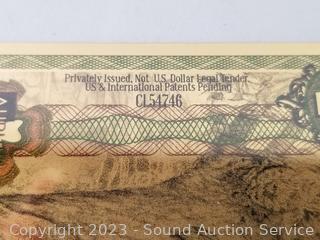 Privately Issued, Not U.S. Dollar Legal Tender,
US & International Patents Pending
CL54746
Copyright 2023 - Sound Auction Service